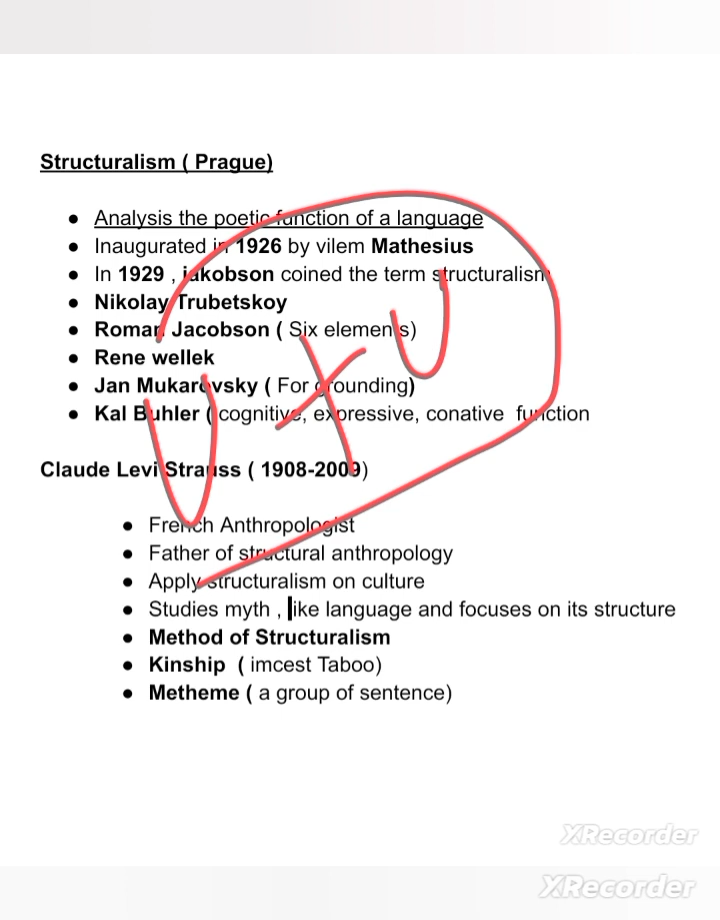 Structuralism ( Prague)
● Analysis the poetic function of a language
● Inaugurated in 1926 by vilem Mathesius
● In 1929 , jakobson coined the term structuralism
● Nikolay Trubetskoy
● Roman Jacobson ( Six elements)
● Rene wellek
● Jan Mukarovsky ( For grounding)
● Kal Buhler ( cognitive, expressive, conative function
Claude Levi Strauss ( 1908-2009)
● French Anthropologist
● Father of structural anthropology
● Apply structuralism on culture
● Studies myth , like language and focuses on its structure
● Method of Structuralism
● Kinship ( imcest Taboo)
● Metheme ( a group of sentence)
U + U
XRecorder
XRecorder